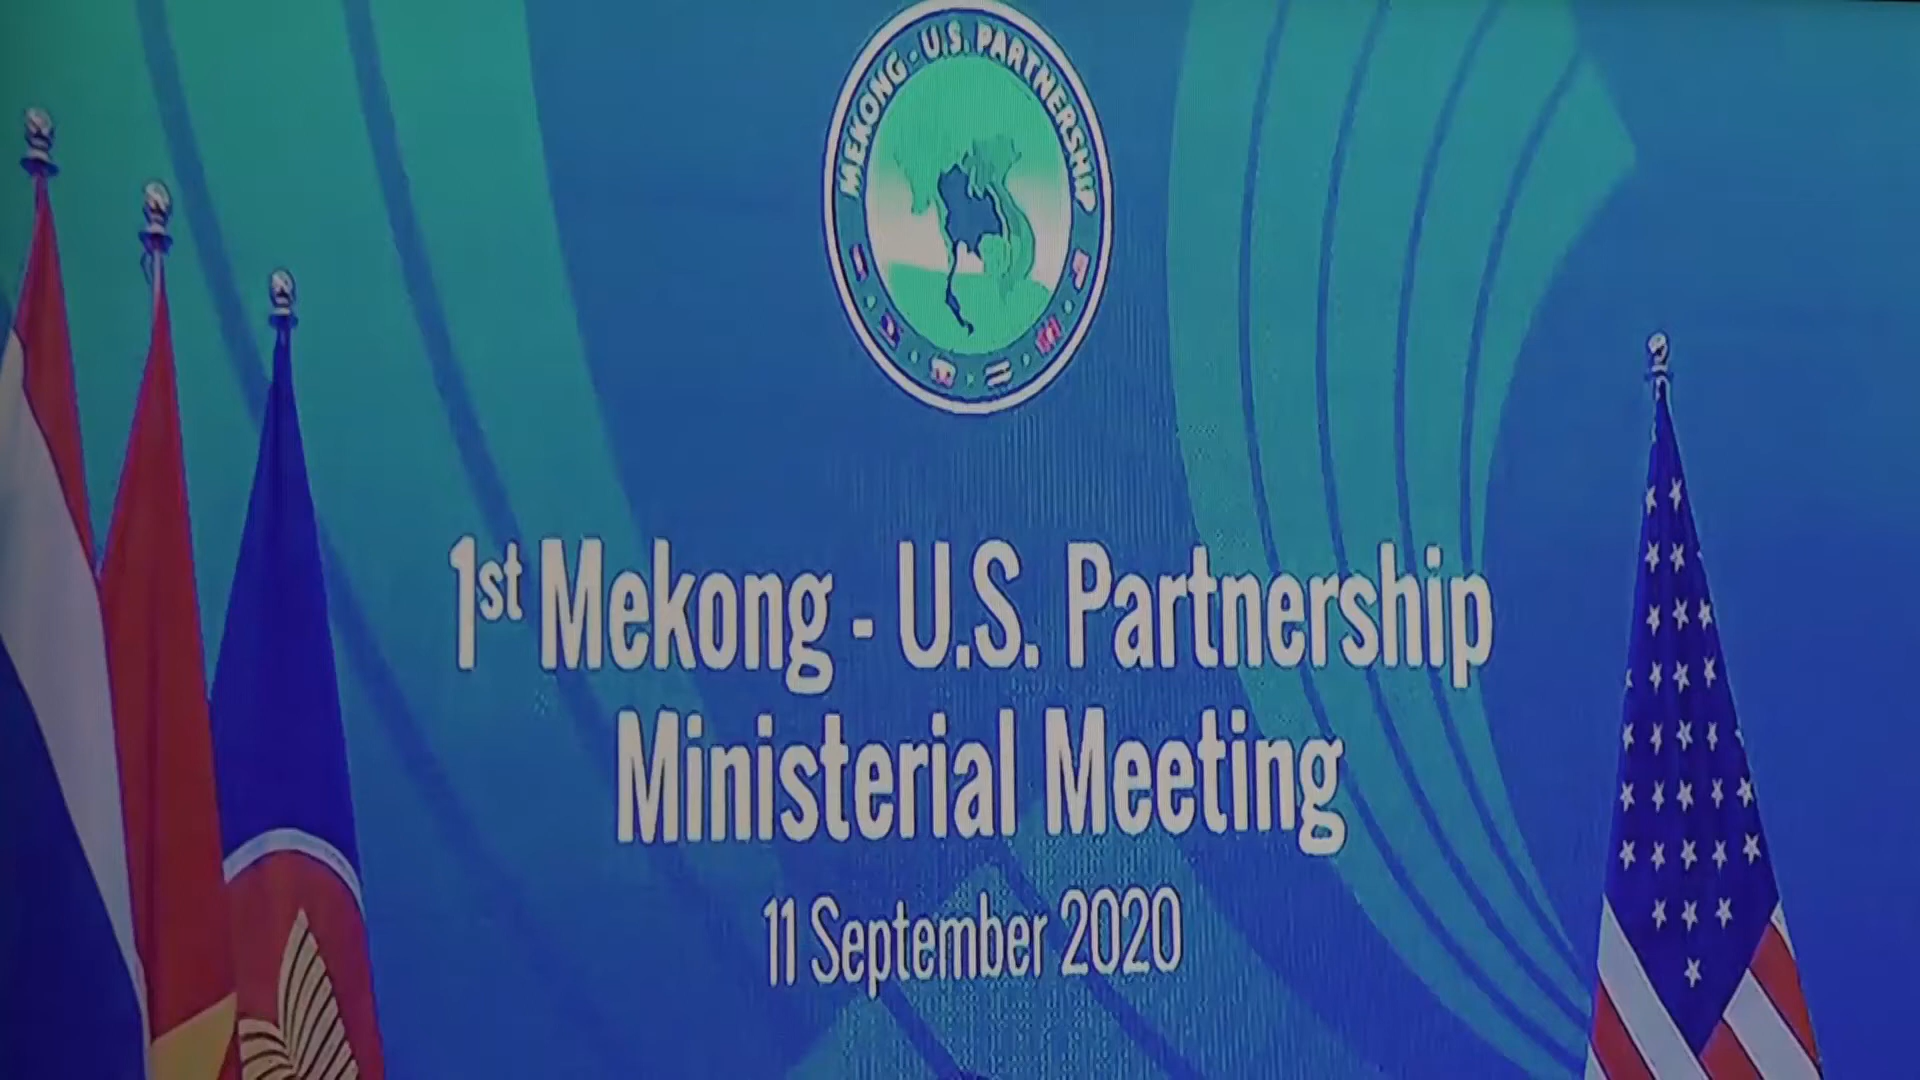 MEKONG - U.S. PARTNERSHIP
1st Mekong - U.S. Partnership
Ministerial Meeting
11 September 2020